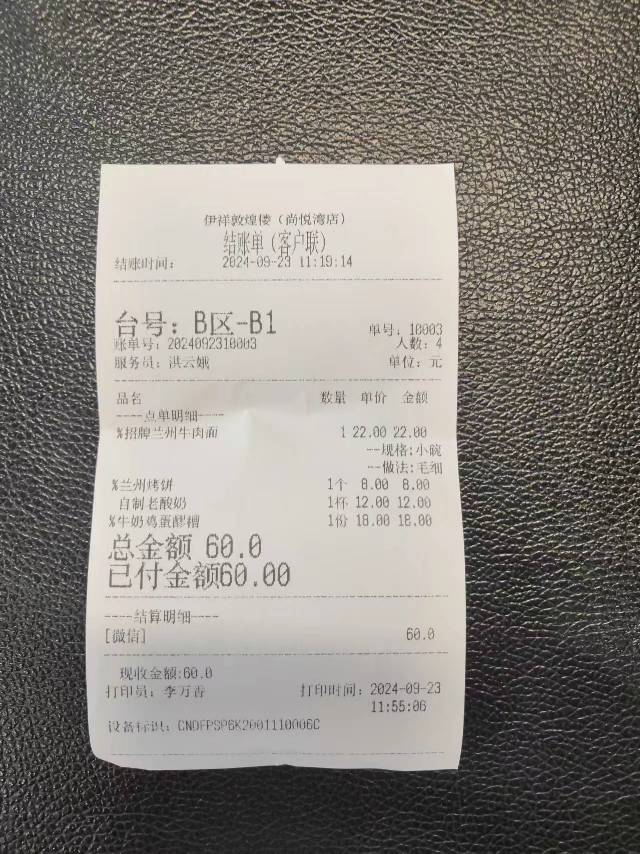 伊祥敦煌楼（尚悦湾店）
结账单(客户联)
结账时间： 2024-09-23 11:19:14
台号：B区-B1 单号：10003
账单号：2024092310003 人数：4
服务员：洪云娥 单位：元
品名 数量 单价 金额
----点单明细----
%招牌兰州牛肉面 1 22.00 22.00
--规格:小碗
--做法:毛细
%兰州烤饼 1个 8.00 8.00
自制老酸奶 1杯 12.00 12.00
%牛奶鸡蛋醪糟 1份 18.00 18.00
总金额 60.0
已付金额60.00
----结算明细----
[微信] 60.0
现收金额:60.0
打印员：李万香 打印时间：2024-09-23
11:55:06
设备标识：CNDFPSP6K2001110006C